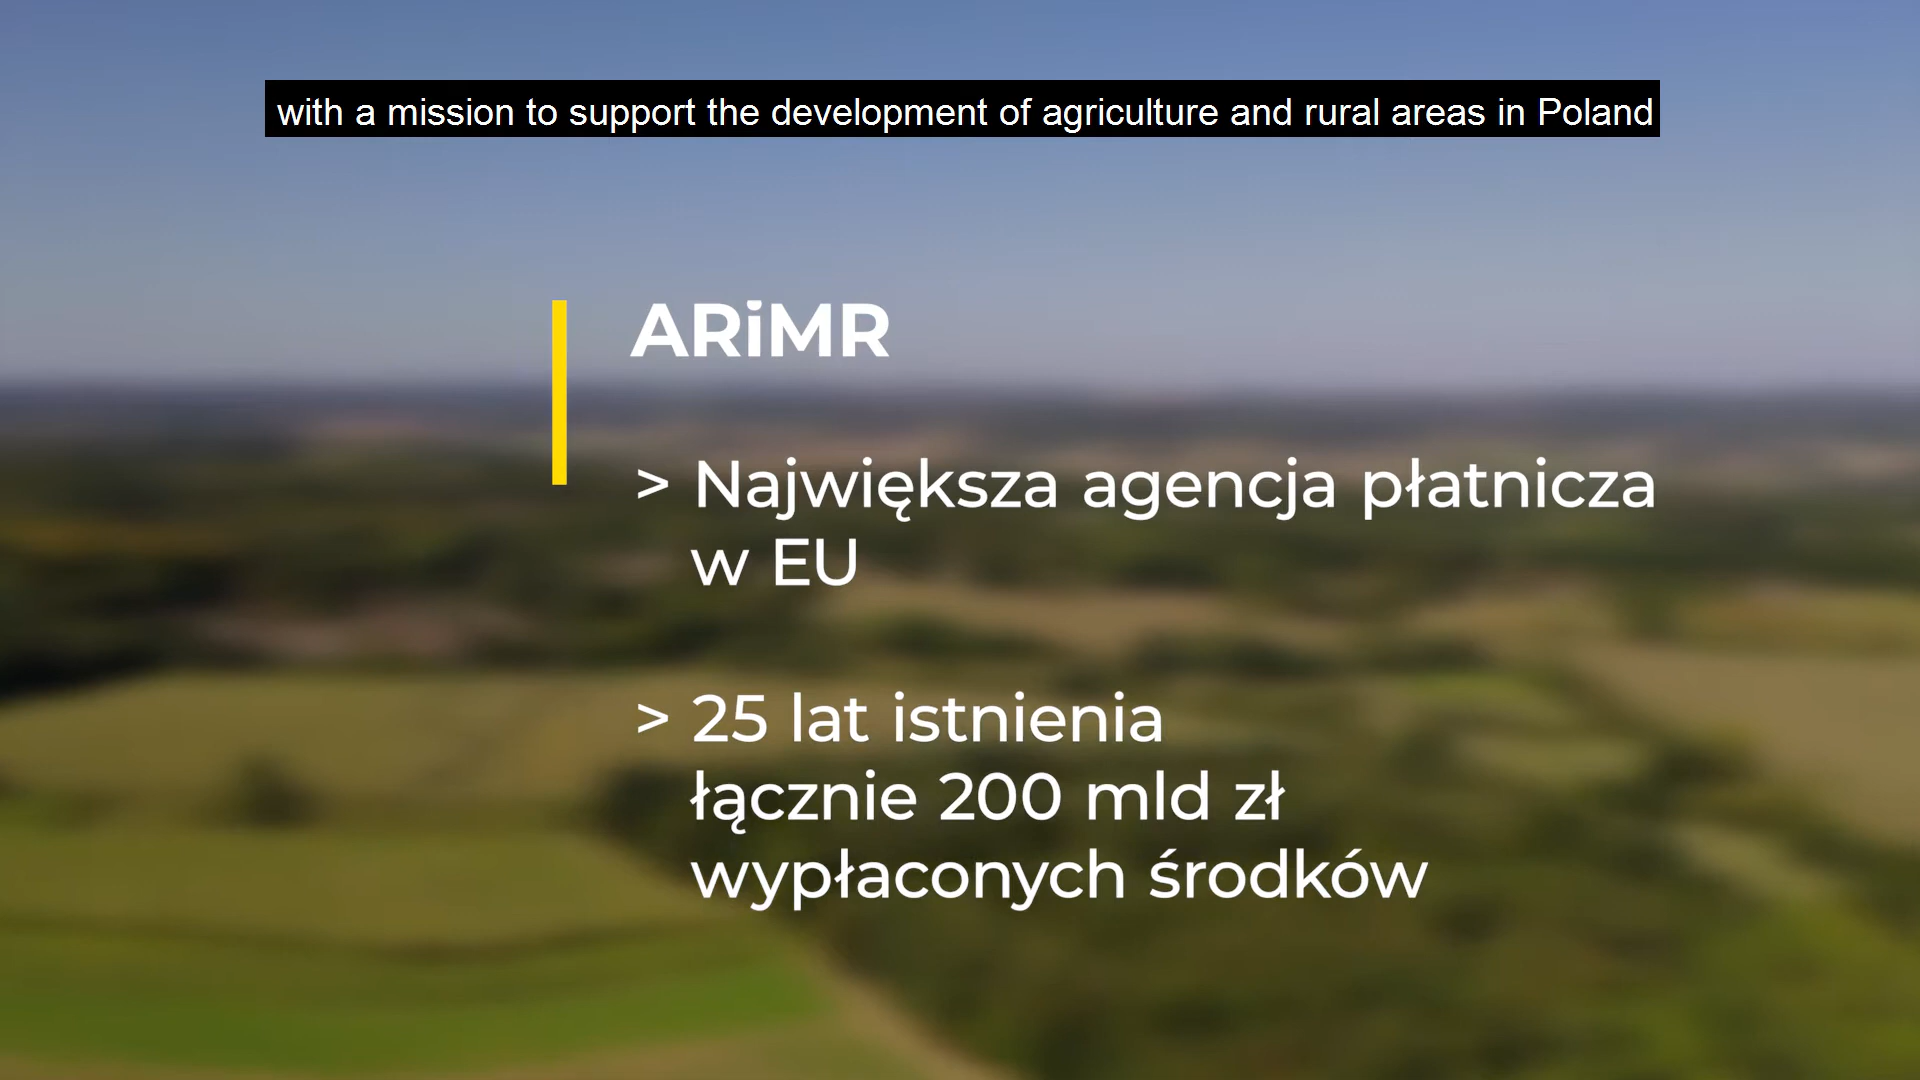 with a mission to support the development of agriculture and rural areas in Poland
ARiMR
> Największa agencja płatnicza
w EU
> 25 lat istnienia
łącznie 200 mld zł
wypłaconych środków